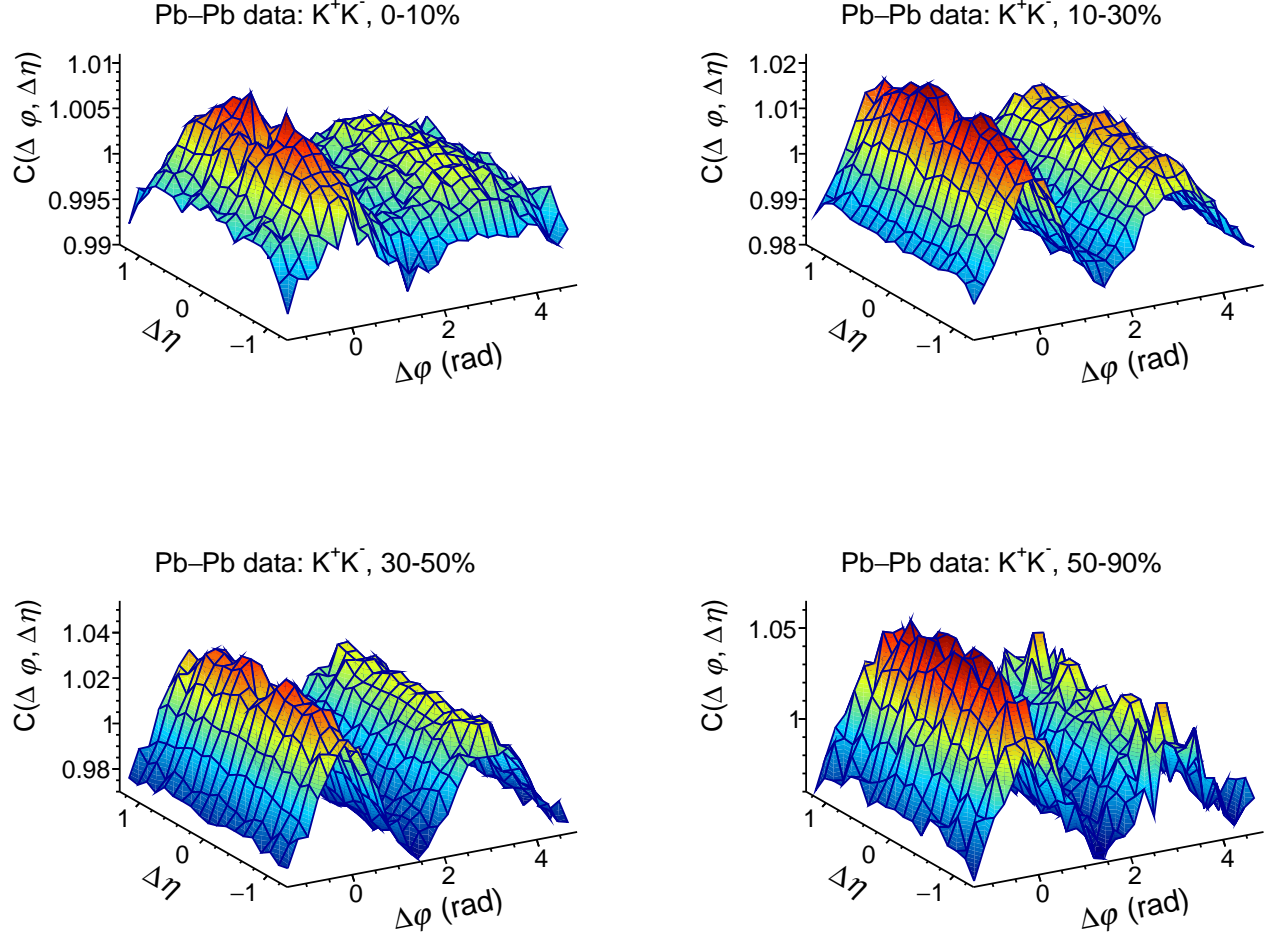 Pb–Pb data: K⁺K⁻, 0-10%
C(Δ φ, Δη)
1.01
1.005
1
0.995
0.99
1
0
−1
Δη
0
2
4
Δφ (rad)
Pb–Pb data: K⁺K⁻, 10-30%
C(Δ φ, Δη)
1.02
1.01
1
0.99
0.98
1
0
−1
Δη
0
2
4
Δφ (rad)
Pb–Pb data: K⁺K⁻, 30-50%
C(Δ φ, Δη)
1.04
1.02
1
0.98
1
0
−1
Δη
0
2
4
Δφ (rad)
Pb–Pb data: K⁺K⁻, 50-90%
C(Δ φ, Δη)
1.05
1
1
0
−1
Δη
0
2
4
Δφ (rad)